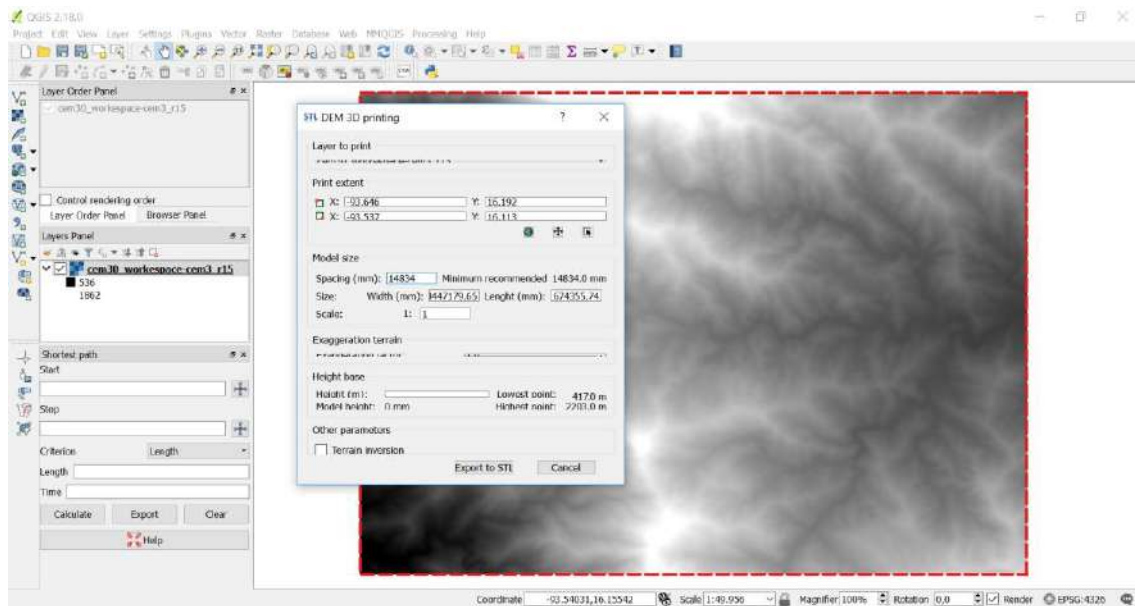 QGIS 2.18.0
Project Edit View Layer Settings Plugins Vector Raster Database Web MMQGIS Processing Help
Layer Order Panel
cem30_workespace-cem3_r15
Control rendering order
Layer Order Panel Browser Panel
Layers Panel
cem30_workespace-cem3_r15
536
1862
Shortest path
Start
Stop
Criterion Length
Length
Time
Calculate Export Clear
Help
STL DEM 3D printing ? ×
Layer to print
Print extent
X: -93.646 Y: 16.192
X: -93.537 Y: 16.113
Model size
Spacing (mm): 14834 Minimum recommended 14834.0 mm
Size: Width (mm): Lenght (mm): 674355.74
Scale: 1: 1
Exaggeration terrain
Height base
Height (m): Lowest point: 417.0 m
Model height: 0 mm Highest point: 2203.0 m
Other parameters
Terrain inversion
Export to STL Cancel
Coordinate -93.54031,16.15542 Scale 1:49.956 Magnifier 100% Rotation 0,0 Render EPSG:4326